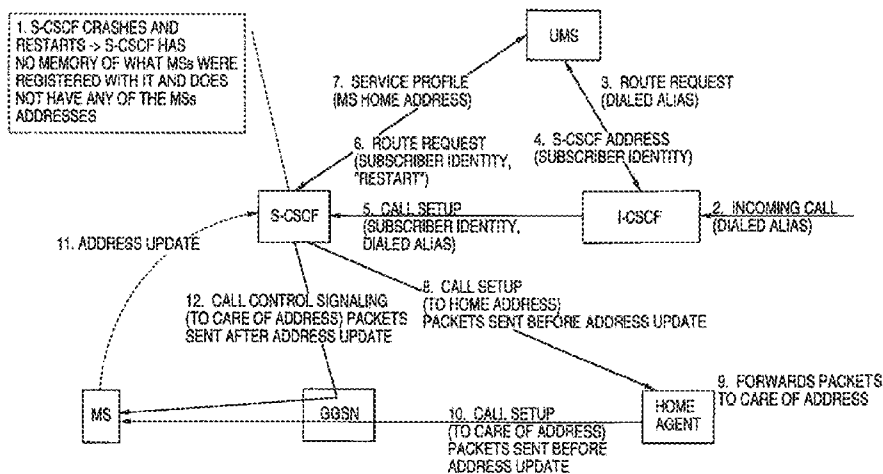 1. S-CSCF CRASHES AND
RESTARTS -> S-CSCF HAS
NO MEMORY OF WHAT MSs WERE
REGISTERED WITH IT AND DOES
NOT HAVE ANY OF THE MSs
ADDRESSES
UMS
7. SERVICE PROFILE
(MS HOME ADDRESS)
3. ROUTE REQUEST
(DIALED ALIAS)
6. ROUTE REQUEST
(SUBSCRIBER IDENTITY,
"RESTART")
4. S-CSCF ADDRESS
(SUBSCRIBER IDENTITY)
S-CSCF
5. CALL SETUP
(SUBSCRIBER IDENTITY,
DIALED ALIAS)
I-CSCF
2. INCOMING CALL
(DIALED ALIAS)
11. ADDRESS UPDATE
8. CALL SETUP
(TO HOME ADDRESS)
PACKETS SENT BEFORE ADDRESS UPDATE
12. CALL CONTROL SIGNALING
(TO CARE OF ADDRESS) PACKETS
SENT AFTER ADDRESS UPDATE
9. FORWARDS PACKETS
TO CARE OF ADDRESS
MS
GGSN
10. CALL SETUP
(TO CARE OF ADDRESS)
PACKETS SENT BEFORE
ADDRESS UPDATE
HOME
AGENT